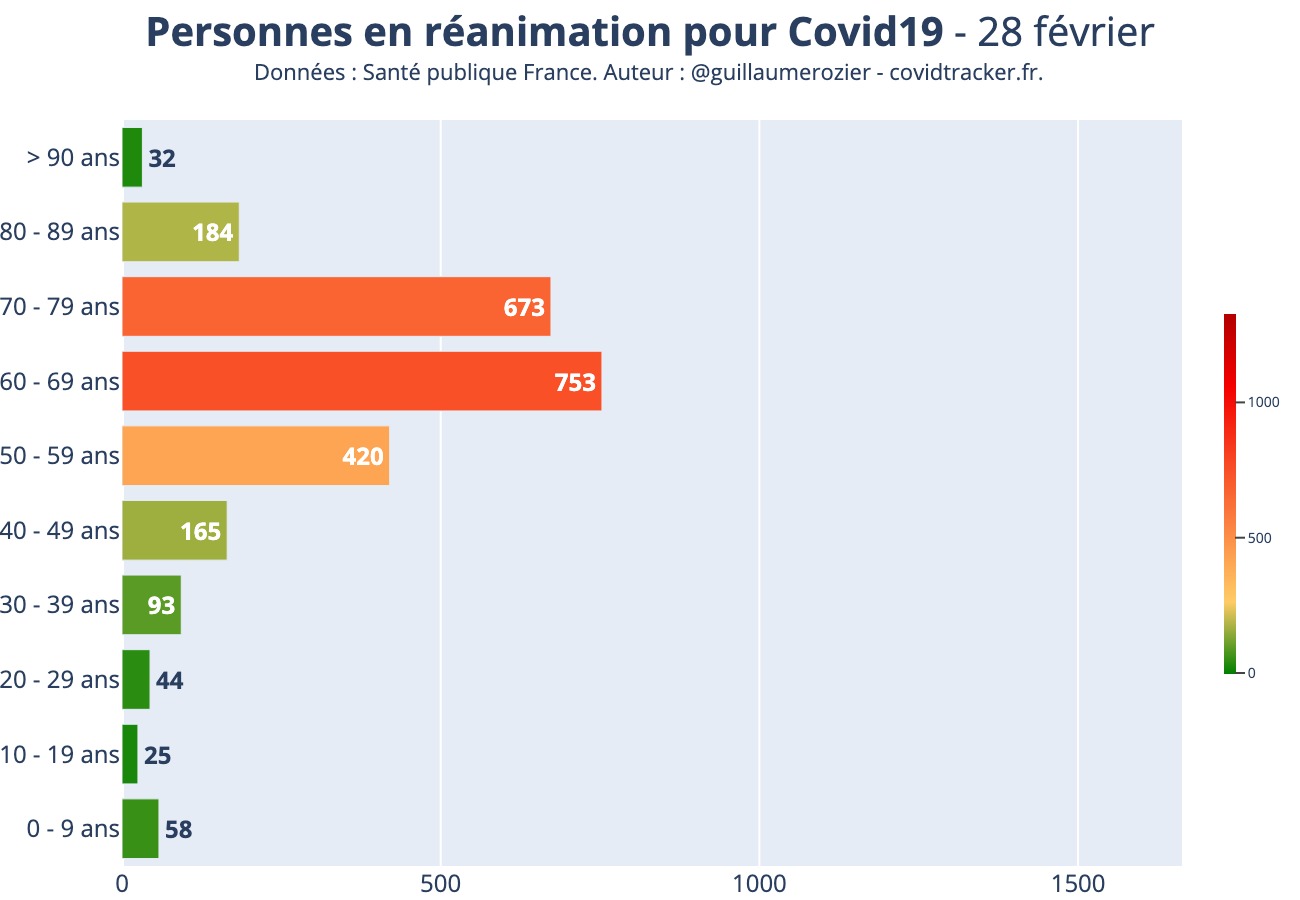 Personnes en réanimation pour Covid19 - 28 février
Données : Santé publique France. Auteur : @guillaumerozier - covidtracker.fr.
> 90 ans 32
80 - 89 ans 184
70 - 79 ans 673
60 - 69 ans 753
50 - 59 ans 420
40 - 49 ans 165
30 - 39 ans 93
20 - 29 ans 44
10 - 19 ans 25
0 - 9 ans 58
0 500 1000 1500
1000
500
0